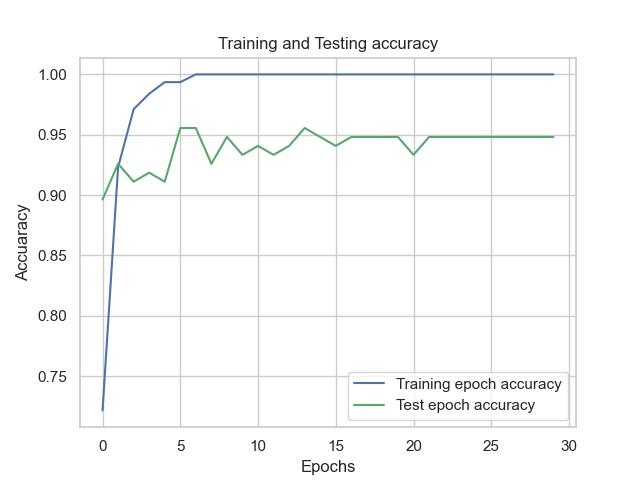 Training and Testing accuracy
1.00
0.95
0.90
0.85
0.80
0.75
Accuaracy
Training epoch accuracy
Test epoch accuracy
0 5 10 15 20 25 30
Epochs